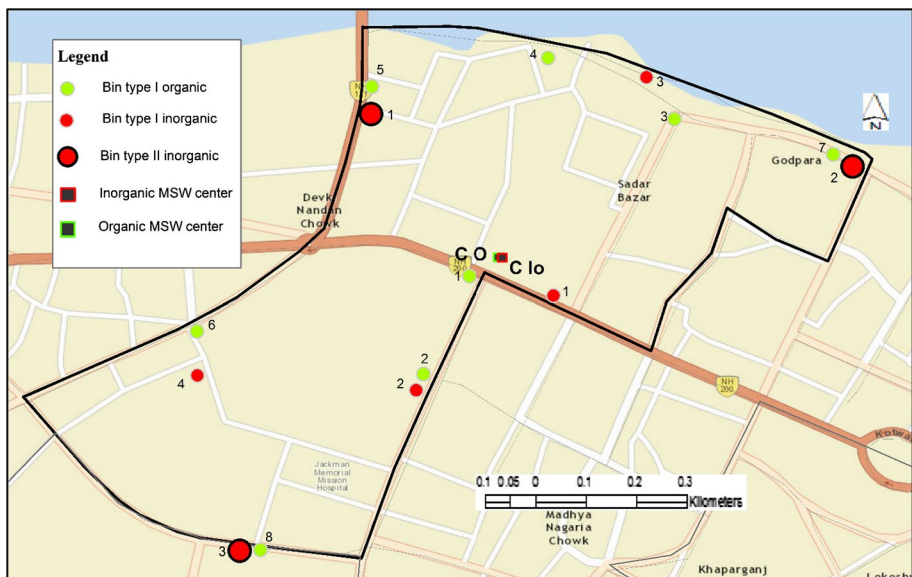 Legend
Bin type I organic
Bin type I inorganic
Bin type II inorganic
Inorganic MSW center
Organic MSW center
4
3
5
NH
1
3
N
7
Godpara
2
Sadar
Bazar
Devki
Nandan
Chowk
C O
C Io
NH
200
1
1
6
2
4
2
NH
200
Jackman
Memorial
Mission
Hospital
0.1 0.05 0 0.1 0.2 0.3
Kilometers
Madhya
Nagaria
Chowk
3
8
Khaparganj